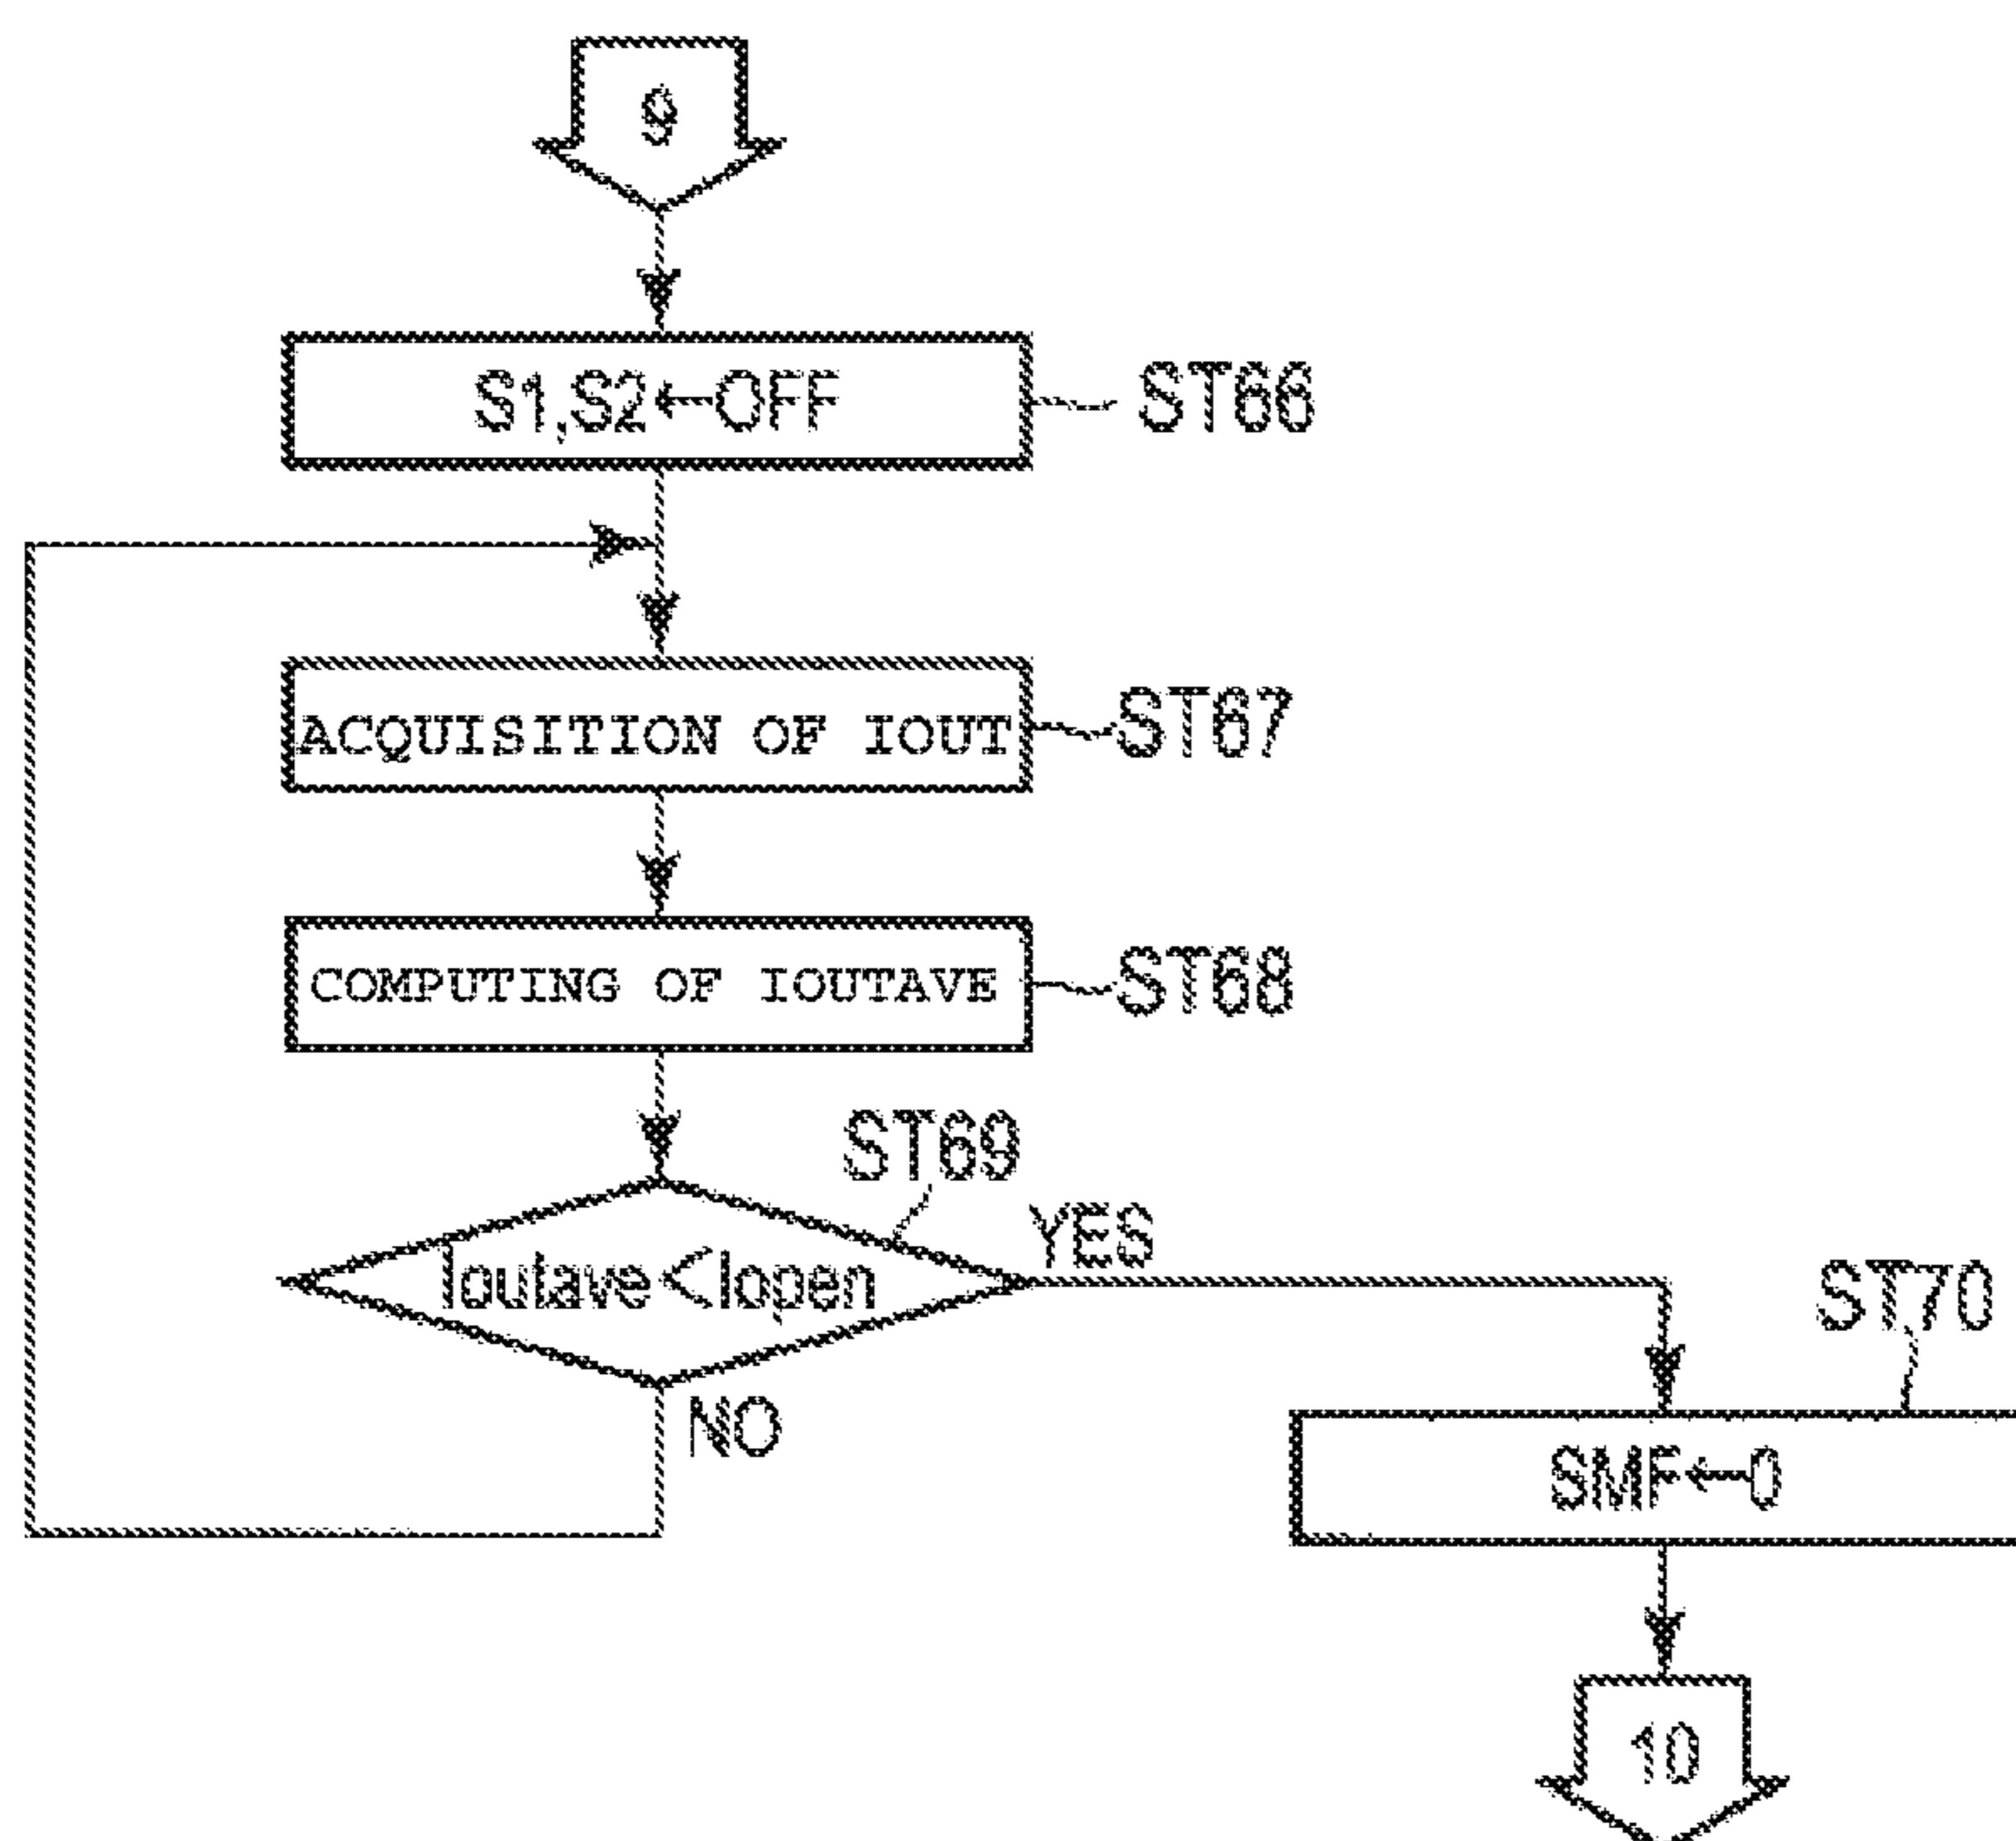 9
S1,S2←OFF
ST66
ACQUISITION OF IOUT
ST67
COMPUTING OF IOUTAVE
ST68
ST69
YES
Ioutave<Iopen
ST70
NO
SMF←0
10